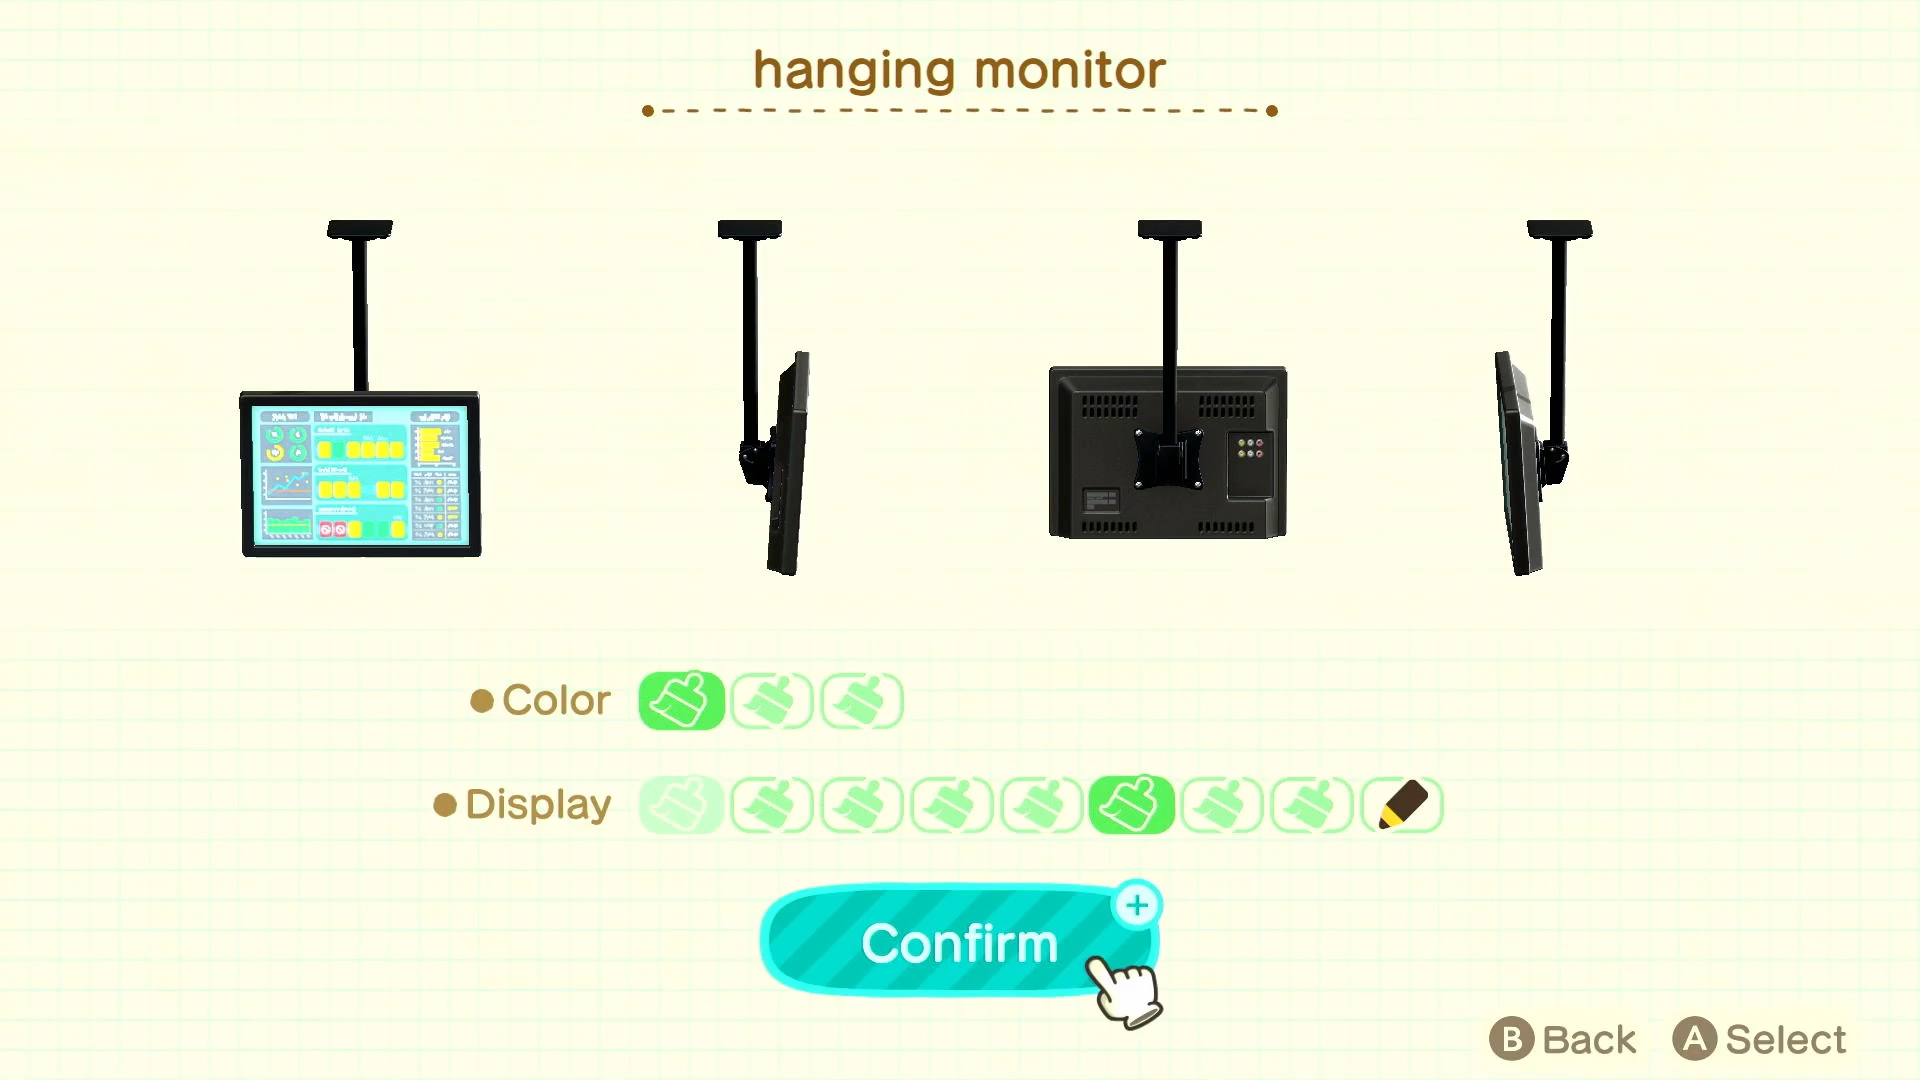 hanging monitor
Color
Display
Confirm
+
B Back
A Select